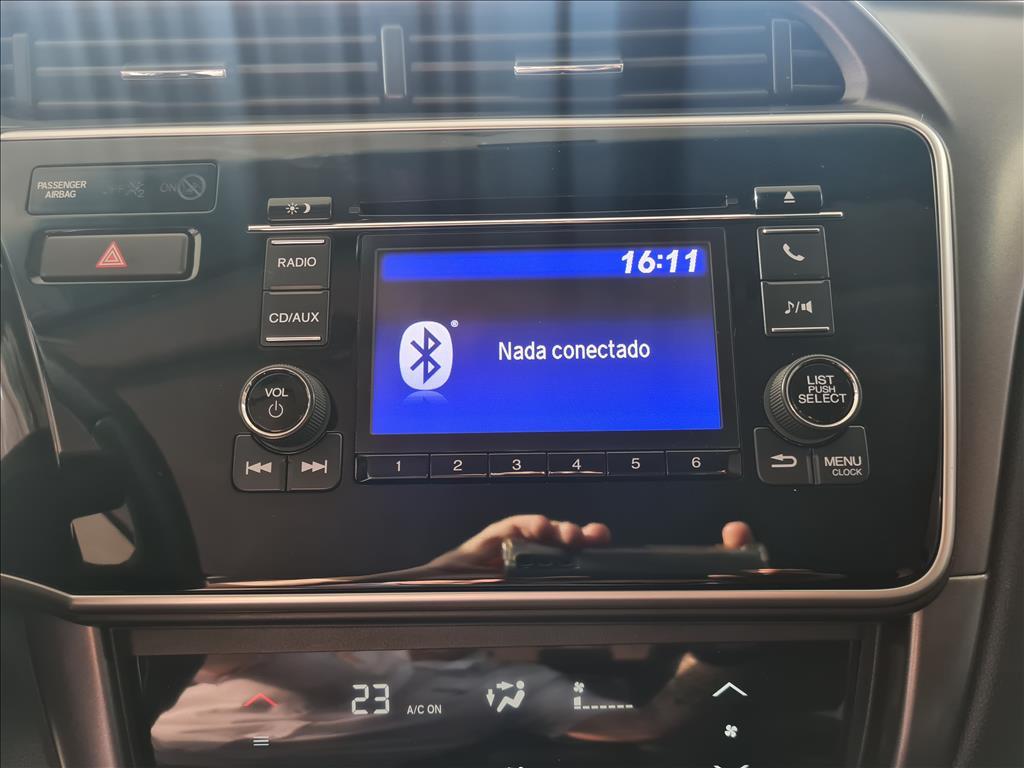 PASSENGER
AIRBAG
OFF
ON
16:11
RADIO
CD/AUX
®
Nada conectado
VOL
LIST
PUSH
SELECT
1 2 3 4 5 6
MENU
CLOCK
23
A/C ON